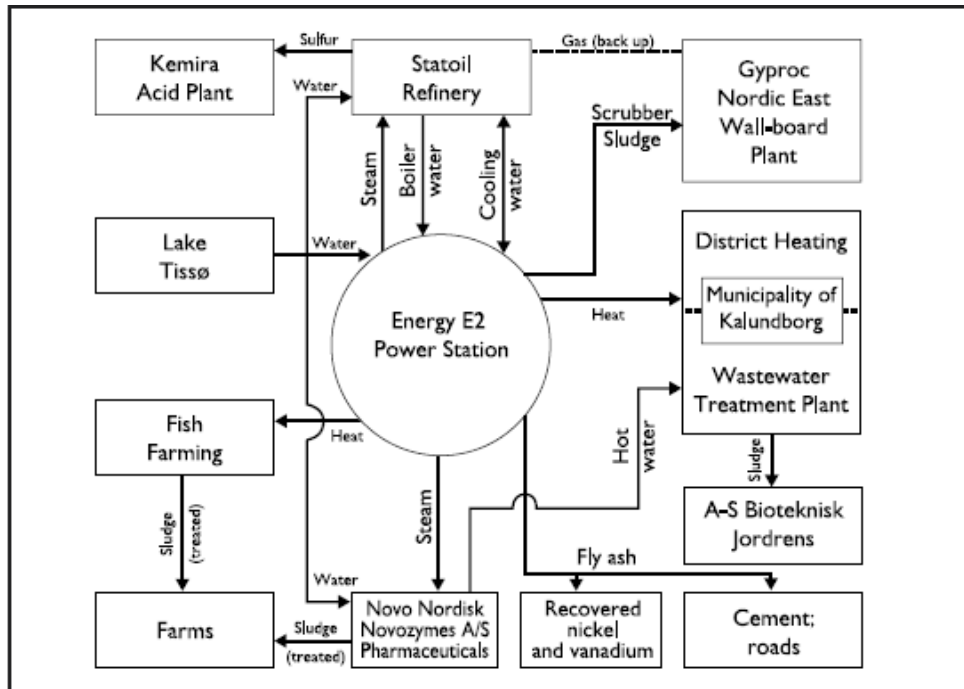 Kemira
Acid Plant
Sulfur
Statoil
Refinery
Gas (back up)
Gyproc
Nordic East
Wall-board
Plant
Water
Scrubber
Sludge
Steam
Boiler
water
Cooling
water
Lake
Tissø
Water
District Heating
Municipality of
Kalundborg
Wastewater
Treatment Plant
Energy E2
Power Station
Heat
Fish
Farming
Heat
Hot
water
Sludge
A-S Bioteknisk
Jordrens
Sludge
(treated)
Steam
Fly ash
Water
Farms
Sludge
(treated)
Novo Nordisk
Novozymes A/S
Pharmaceuticals
Recovered
nickel
and vanadium
Cement;
roads